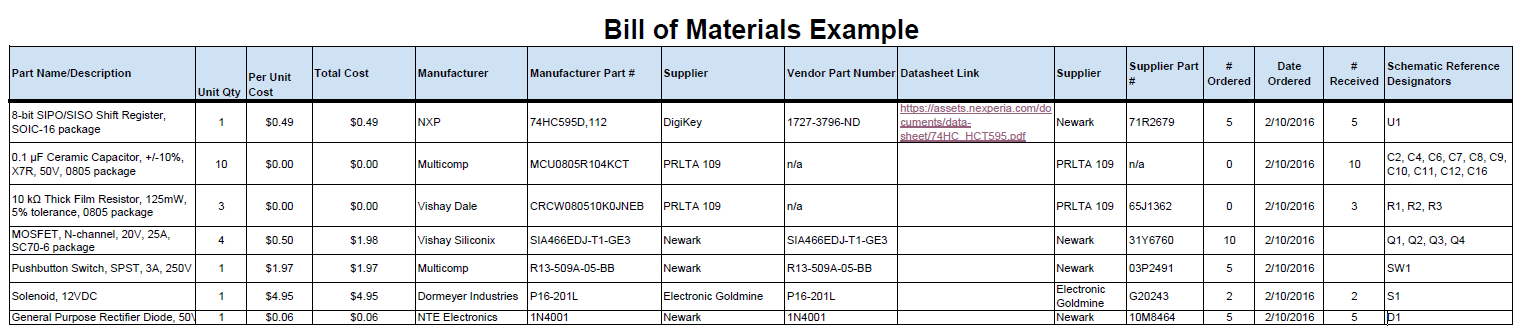 Bill of Materials Example
Part Name/Description Unit Qty Per Unit Cost Total Cost Manufacturer Manufacturer Part # Supplier Vendor Part Number Datasheet Link Supplier Supplier Part # # Ordered Date Ordered # Received Schematic Reference Designators
8-bit SIPO/SISO Shift Register, SOIC-16 package 1 $0.49 $0.49 NXP 74HC595D,112 DigiKey 1727-3796-ND https://assets.nexperia.com/documents/data-sheet/74HC_HCT595.pdf Newark 71R2679 5 2/10/2016 5 U1
0.1 µF Ceramic Capacitor, +/-10%, X7R, 50V, 0805 package 10 $0.00 $0.00 Multicomp MCU0805R104KCT PRLTA 109 n/a PRLTA 109 n/a 0 2/10/2016 10 C2, C4, C6, C7, C8, C9, C10, C11, C12, C16
10 kΩ Thick Film Resistor, 125mW, 5% tolerance, 0805 package 3 $0.00 $0.00 Vishay Dale CRCW080510K0JNEB PRLTA 109 n/a PRLTA 109 65J1362 0 2/10/2016 3 R1, R2, R3
MOSFET, N-channel, 20V, 25A, SC70-6 package 4 $0.50 $1.98 Vishay Siliconix SIA466EDJ-T1-GE3 Newark SIA466EDJ-T1-GE3 Newark 31Y6760 10 2/10/2016 Q1, Q2, Q3, Q4
Pushbutton Switch, SPST, 3A, 250V 1 $1.97 $1.97 Multicomp R13-509A-05-BB Newark R13-509A-05-BB Newark 03P2491 5 2/10/2016 SW1
Solenoid, 12VDC 1 $4.95 $4.95 Dormeyer Industries P16-201L Electronic Goldmine P16-201L Electronic Goldmine G20243 2 2/10/2016 2 S1
General Purpose Rectifier Diode, 50V 1 $0.06 $0.06 NTE Electronics 1N4001 Newark 1N4001 Newark 10M8464 5 2/10/2016 5 D1